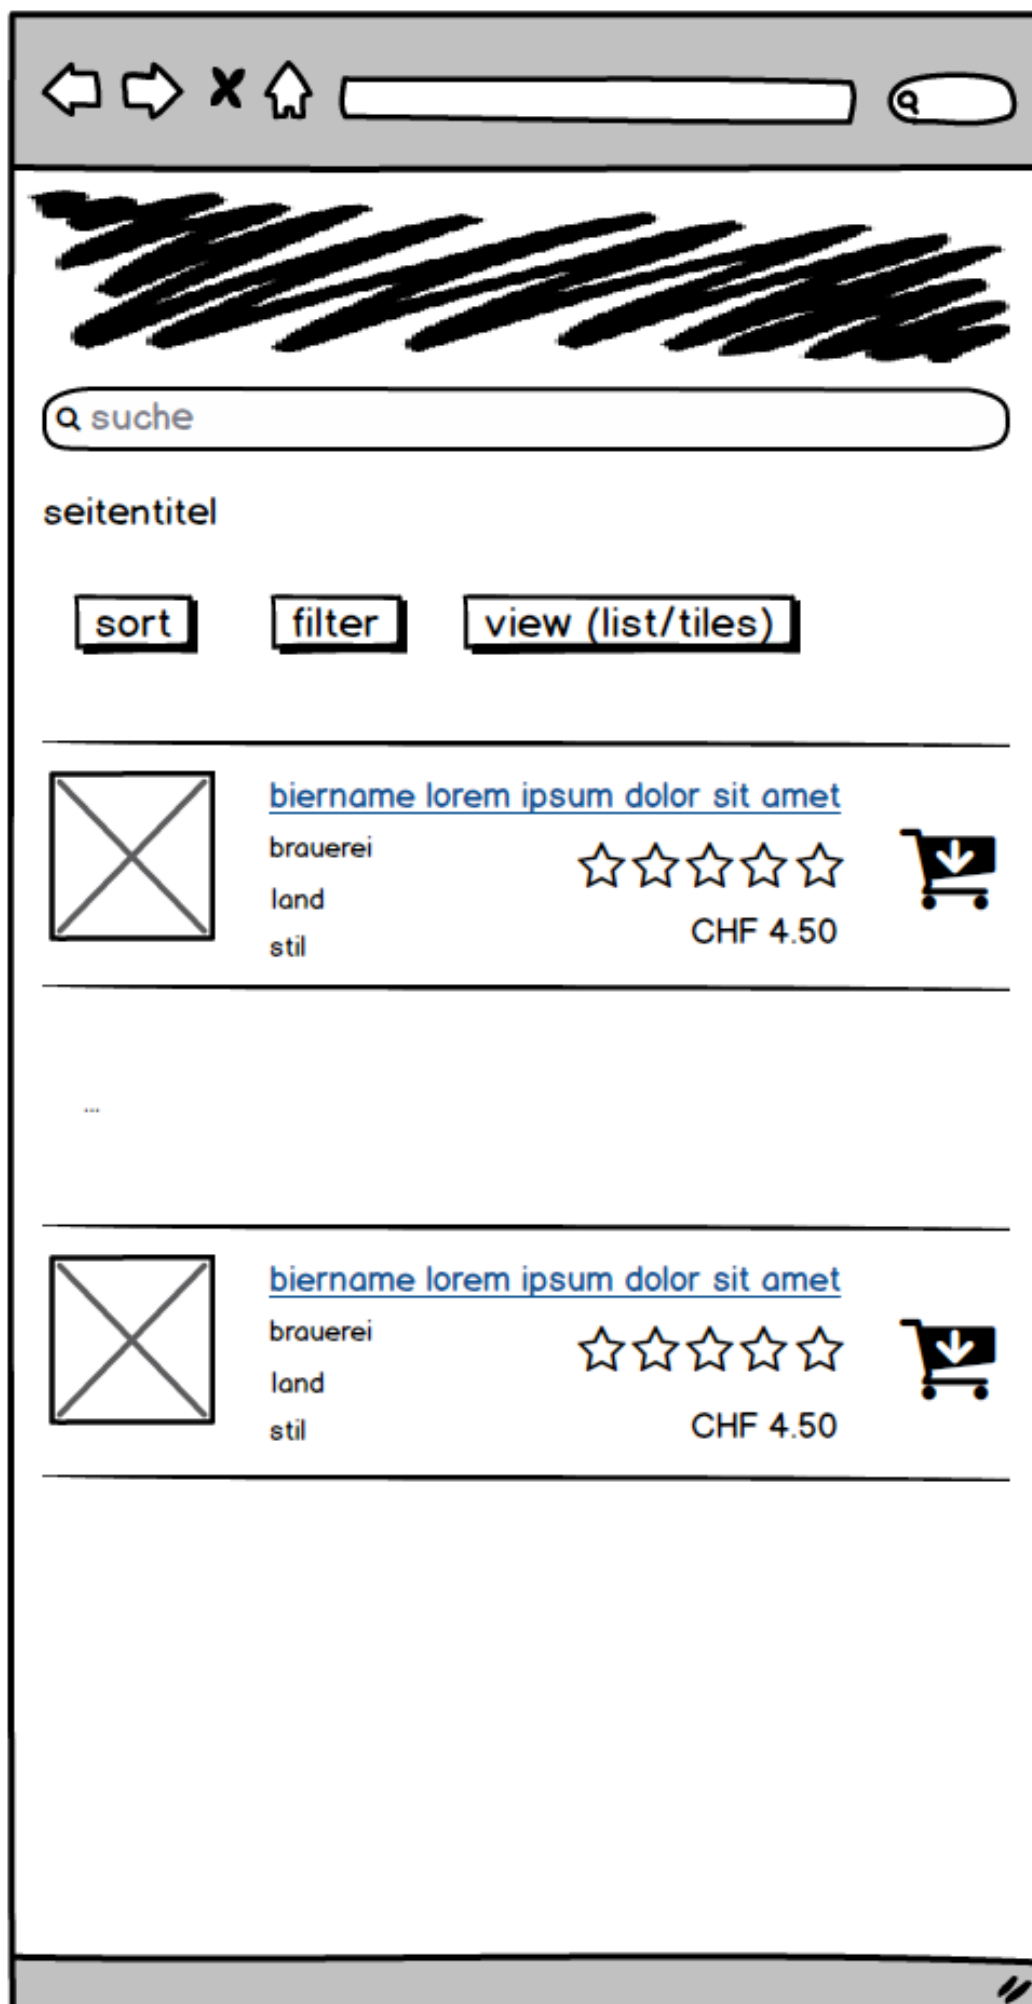 suche
seitentitel
sort filter view (list/tiles)
biername lorem ipsum dolor sit amet
brauerei
land
stil
CHF 4.50
...
biername lorem ipsum dolor sit amet
brauerei
land
stil
CHF 4.50